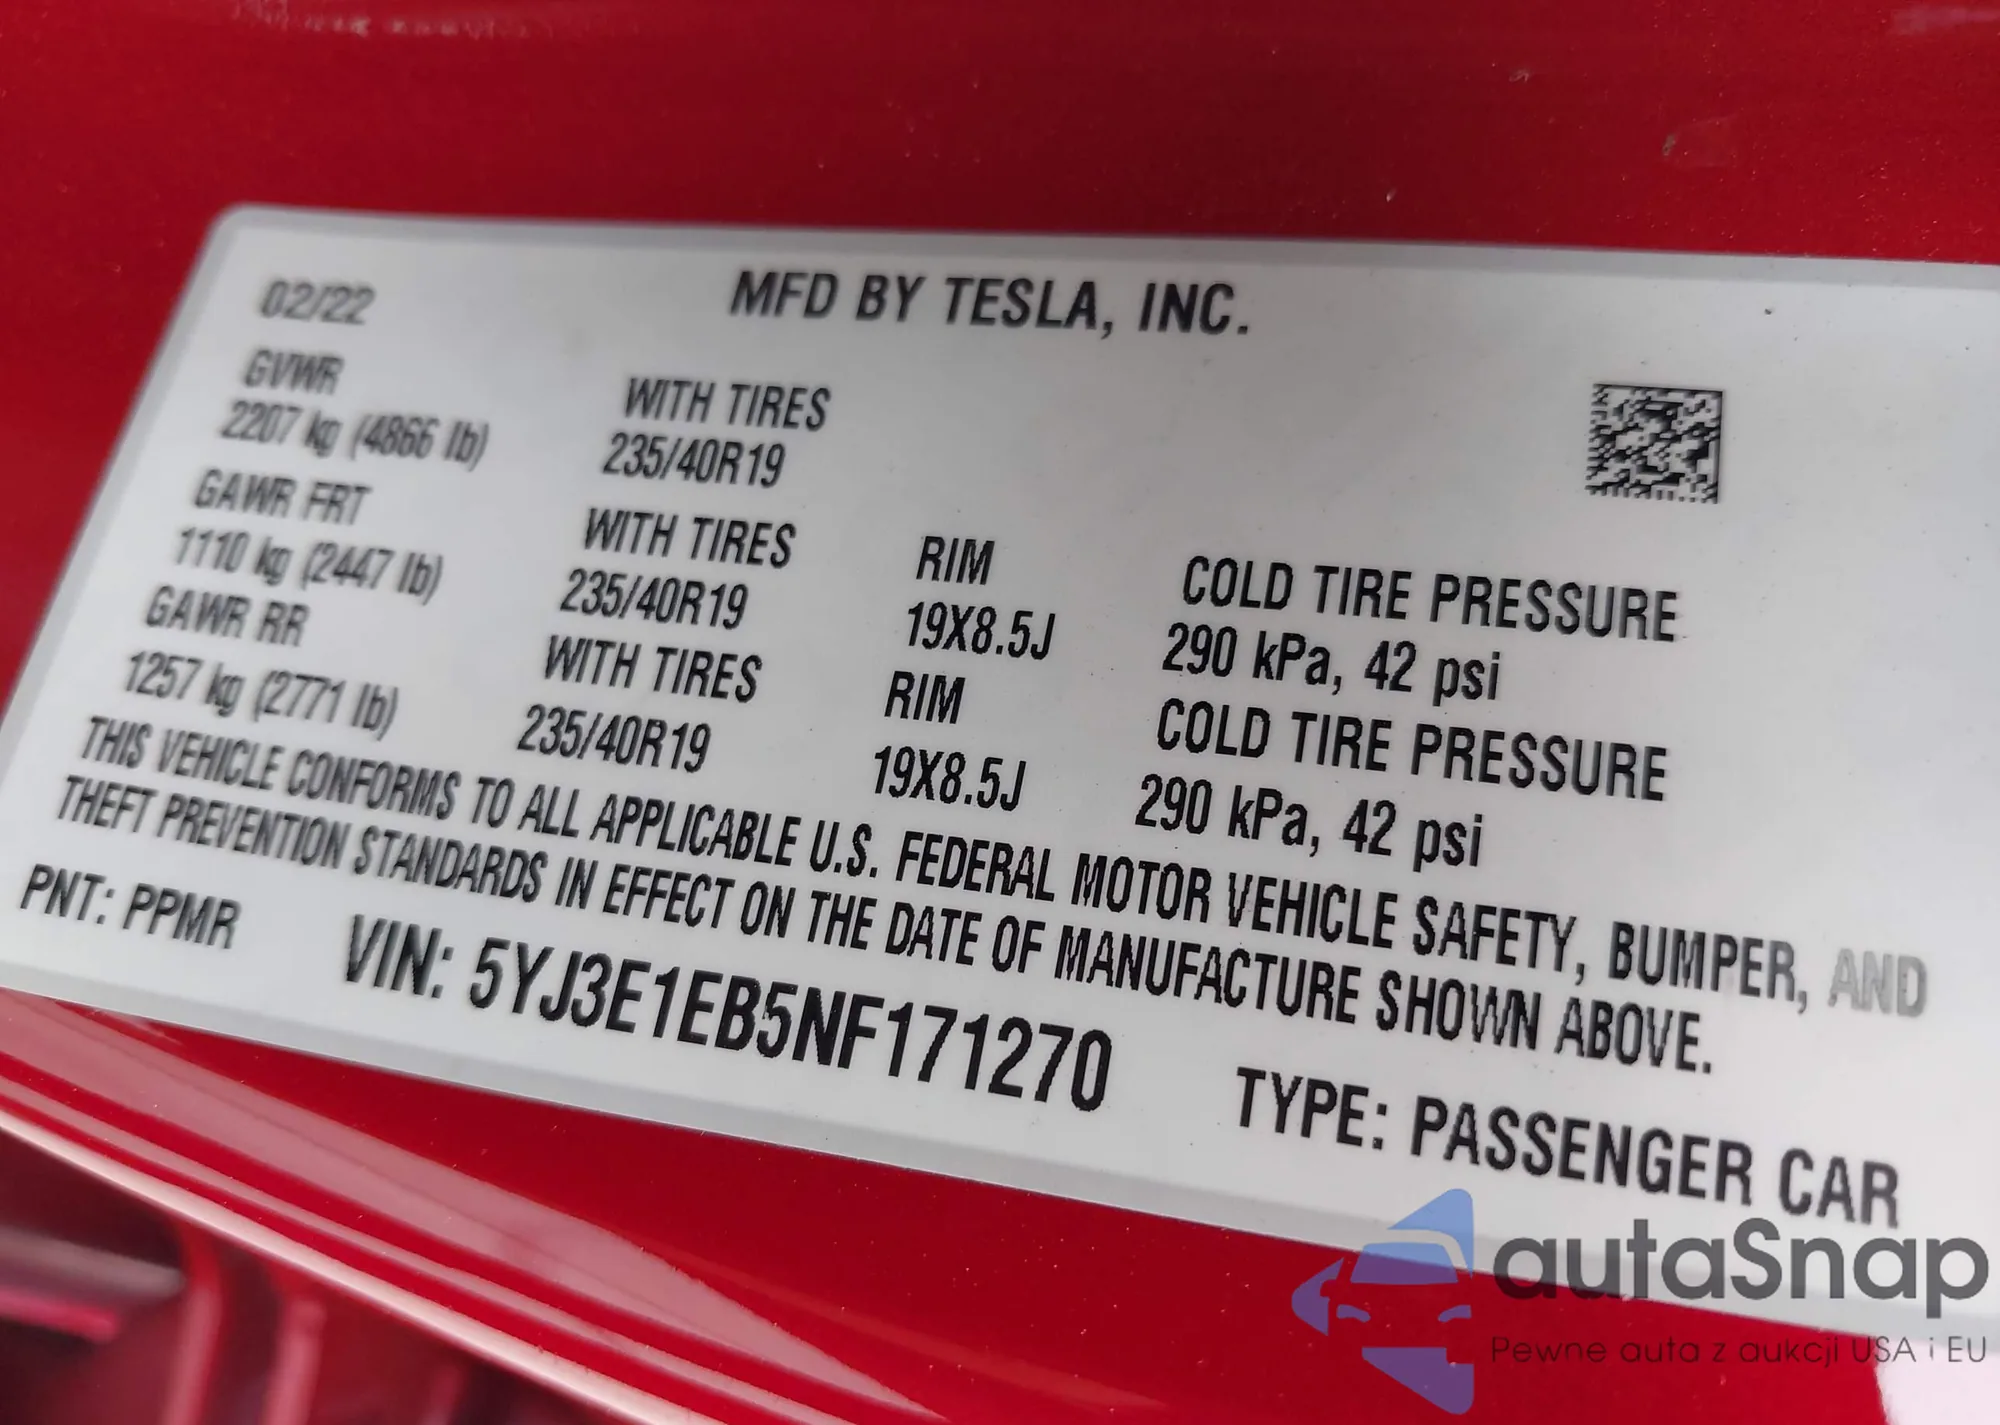 02/22 MFD BY TESLA, INC.
GVWR WITH TIRES
2207 kg (4866 lb) 235/40R19
GAWR FRT WITH TIRES RIM COLD TIRE PRESSURE
1110 kg (2447 lb) 235/40R19 19X8.5J 290 kPa, 42 psi
GAWR RR WITH TIRES RIM COLD TIRE PRESSURE
1257 kg (2771 lb) 235/40R19 19X8.5J 290 kPa, 42 psi
THIS VEHICLE CONFORMS TO ALL APPLICABLE U.S. FEDERAL MOTOR VEHICLE SAFETY, BUMPER, AND
THEFT PREVENTION STANDARDS IN EFFECT ON THE DATE OF MANUFACTURE SHOWN ABOVE.
PNT: PPMR VIN: 5YJ3E1EB5NF171270 TYPE: PASSENGER CAR
autaSnap
Pewne auta z aukcji USA i EU